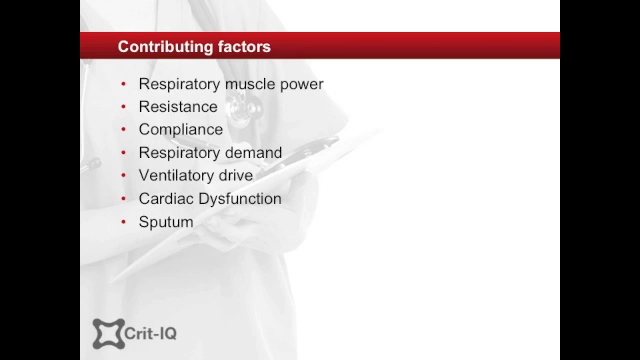 Contributing factors
• Respiratory muscle power
• Resistance
• Compliance
• Respiratory demand
• Ventilatory drive
• Cardiac Dysfunction
• Sputum
Crit-IQ